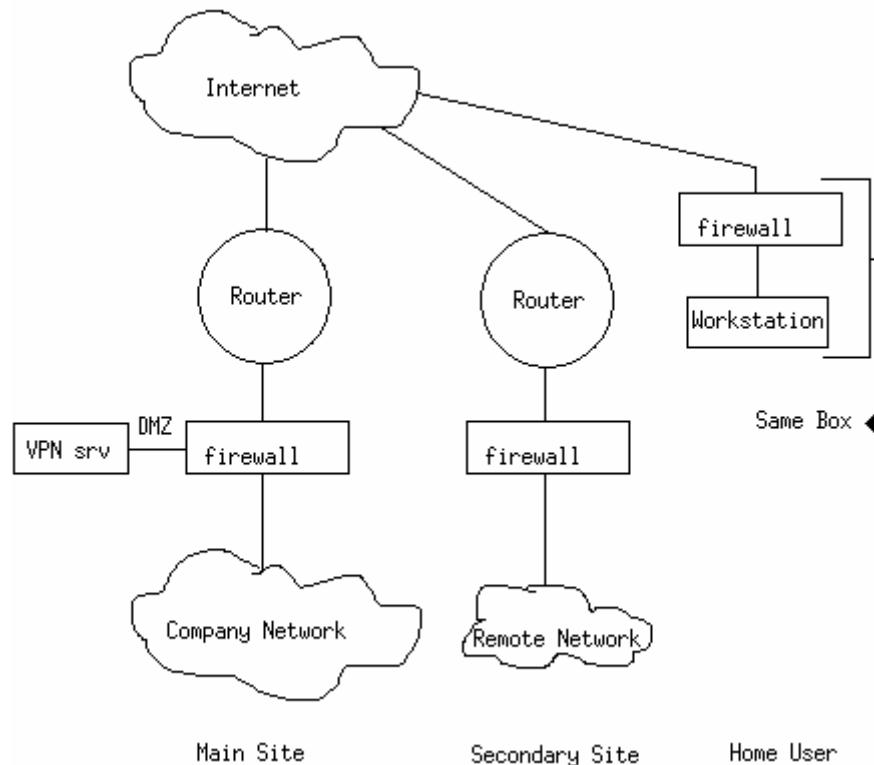 Internet
firewall
Router
Router
Workstation
DMZ
Same Box
VPN srv
firewall
firewall
Company Network
Remote Network
Main Site
Secondary Site
Home User